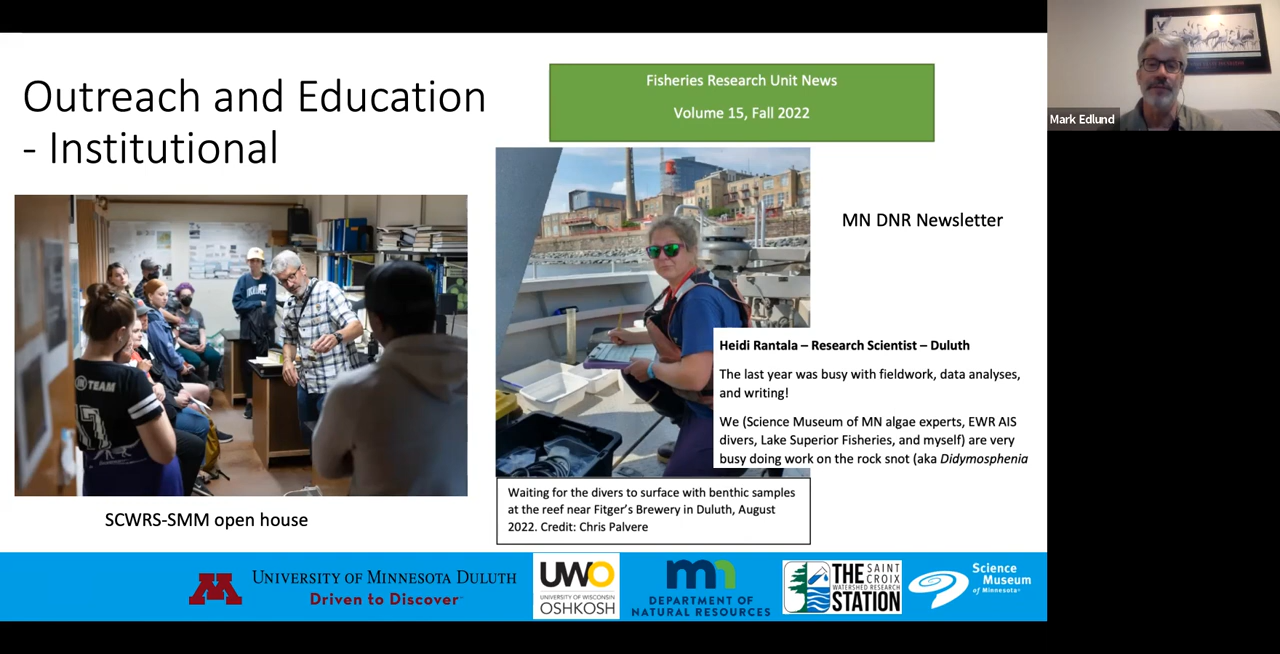 Outreach and Education
- Institutional
Fisheries Research Unit News
Volume 15, Fall 2022
Mark Edlund
MN DNR Newsletter
TEAM
Heidi Rantala – Research Scientist – Duluth
The last year was busy with fieldwork, data analyses,
and writing!
We (Science Museum of MN algae experts, EWR AIS
divers, Lake Superior Fisheries, and myself) are very
busy doing work on the rock snot (aka Didymosphenia
SCWRS-SMM open house
Waiting for the divers to surface with benthic samples
at the reef near Fitger's Brewery in Duluth, August
2022. Credit: Chris Palvere
M
UNIVERSITY OF MINNESOTA DULUTH
Driven to Discover
UWO
UNIVERSITY OF WISCONSIN
OSHKOSH
mn
DEPARTMENT OF
NATURAL RESOURCES
THE SAINT CROIX
WATERSHED RESEARCH
STATION
Science
Museum
of Minnesota